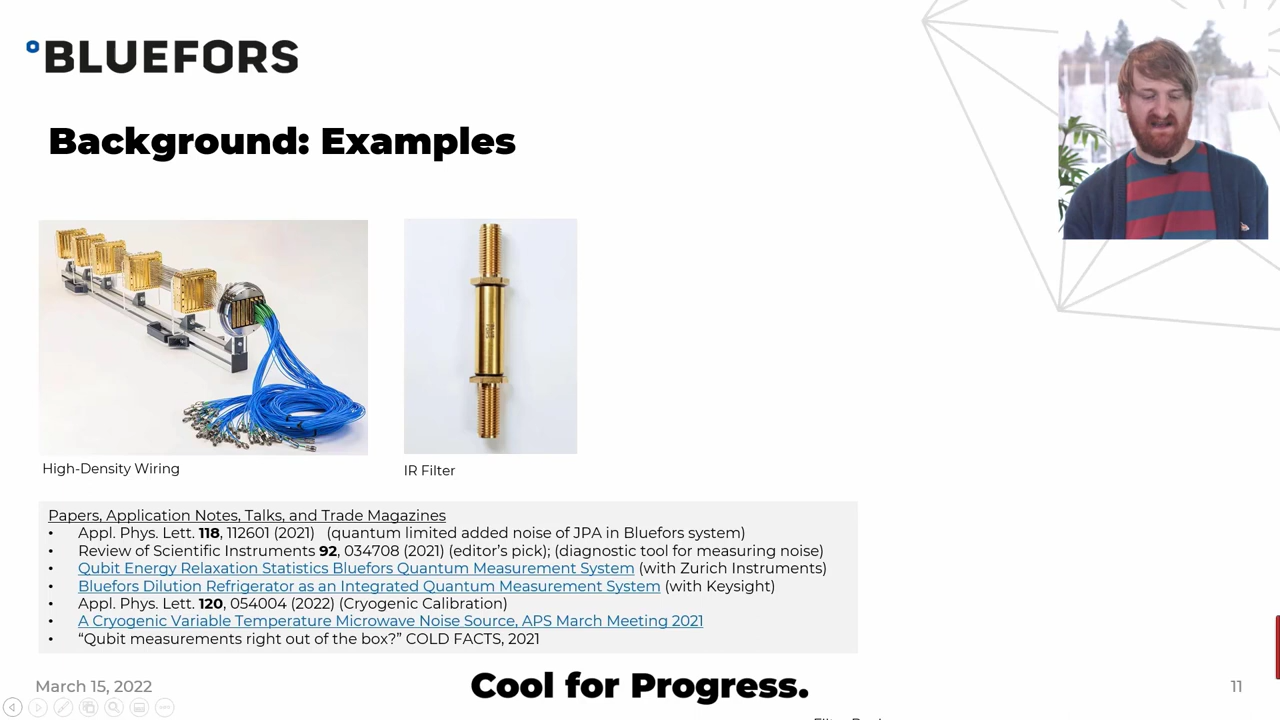 BLUEFORS
Background: Examples
High-Density Wiring
IR Filter
Papers, Application Notes, Talks, and Trade Magazines
• Appl. Phys. Lett. 118, 112601 (2021) (quantum limited added noise of JPA in Bluefors system)
• Review of Scientific Instruments 92, 034708 (2021) (editor's pick); (diagnostic tool for measuring noise)
• Qubit Energy Relaxation Statistics Bluefors Quantum Measurement System (with Zurich Instruments)
• Bluefors Dilution Refrigerator as an Integrated Quantum Measurement System (with Keysight)
• Appl. Phys. Lett. 120, 054004 (2022) (Cryogenic Calibration)
• A Cryogenic Variable Temperature Microwave Noise Source, APS March Meeting 2021
• “Qubit measurements right out of the box?” COLD FACTS, 2021
March 15, 2022
Cool for Progress.
11